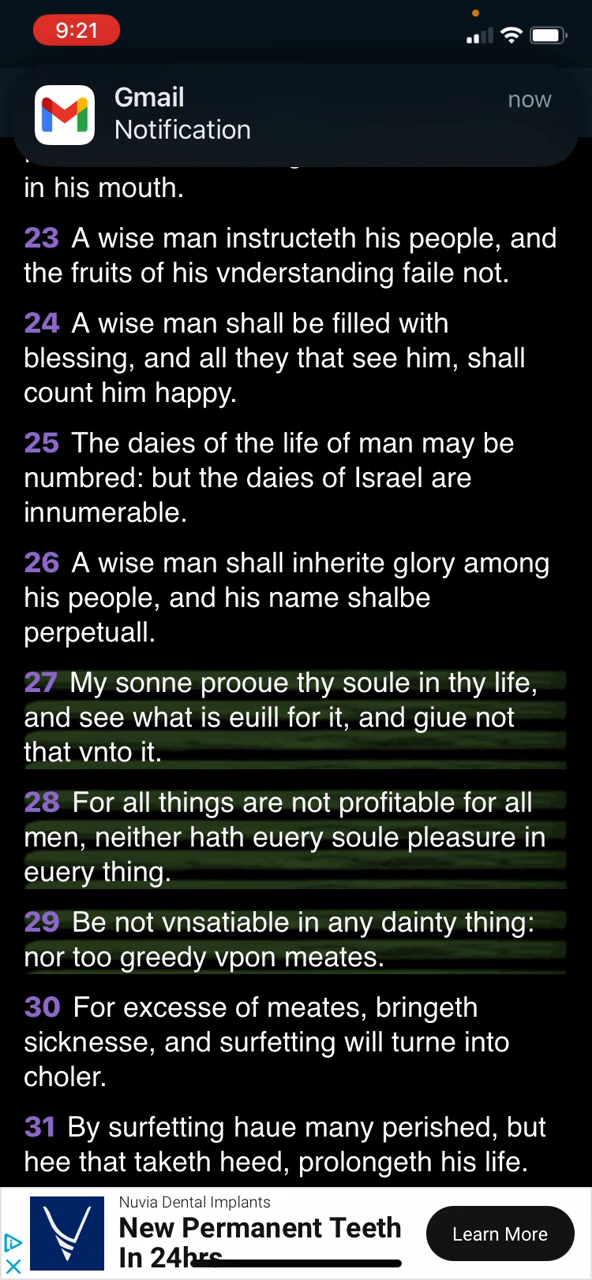 9:21
Gmail
now
Notification
in his mouth.
23 A wise man instructeth his people, and
the fruits of his vnderstanding faile not.
24 A wise man shall be filled with
blessing, and all they that see him, shall
count him happy.
25 The daies of the life of man may be
numbred: but the daies of Israel are
innumerable.
26 A wise man shall inherite glory among
his people, and his name shalbe
perpetuall.
27 My sonne prooue thy soule in thy life,
and see what is euill for it, and giue not
that vnto it.
28 For all things are not profitable for all
men, neither hath euery soule pleasure in
euery thing.
29 Be not vnsatiable in any dainty thing:
nor too greedy vpon meates.
30 For excesse of meates, bringeth
sicknesse, and surfetting will turne into
choler.
31 By surfetting haue many perished, but
hee that taketh heed, prolongeth his life.
Nuvia Dental Implants
New Permanent Teeth
In 24hrs
Learn More